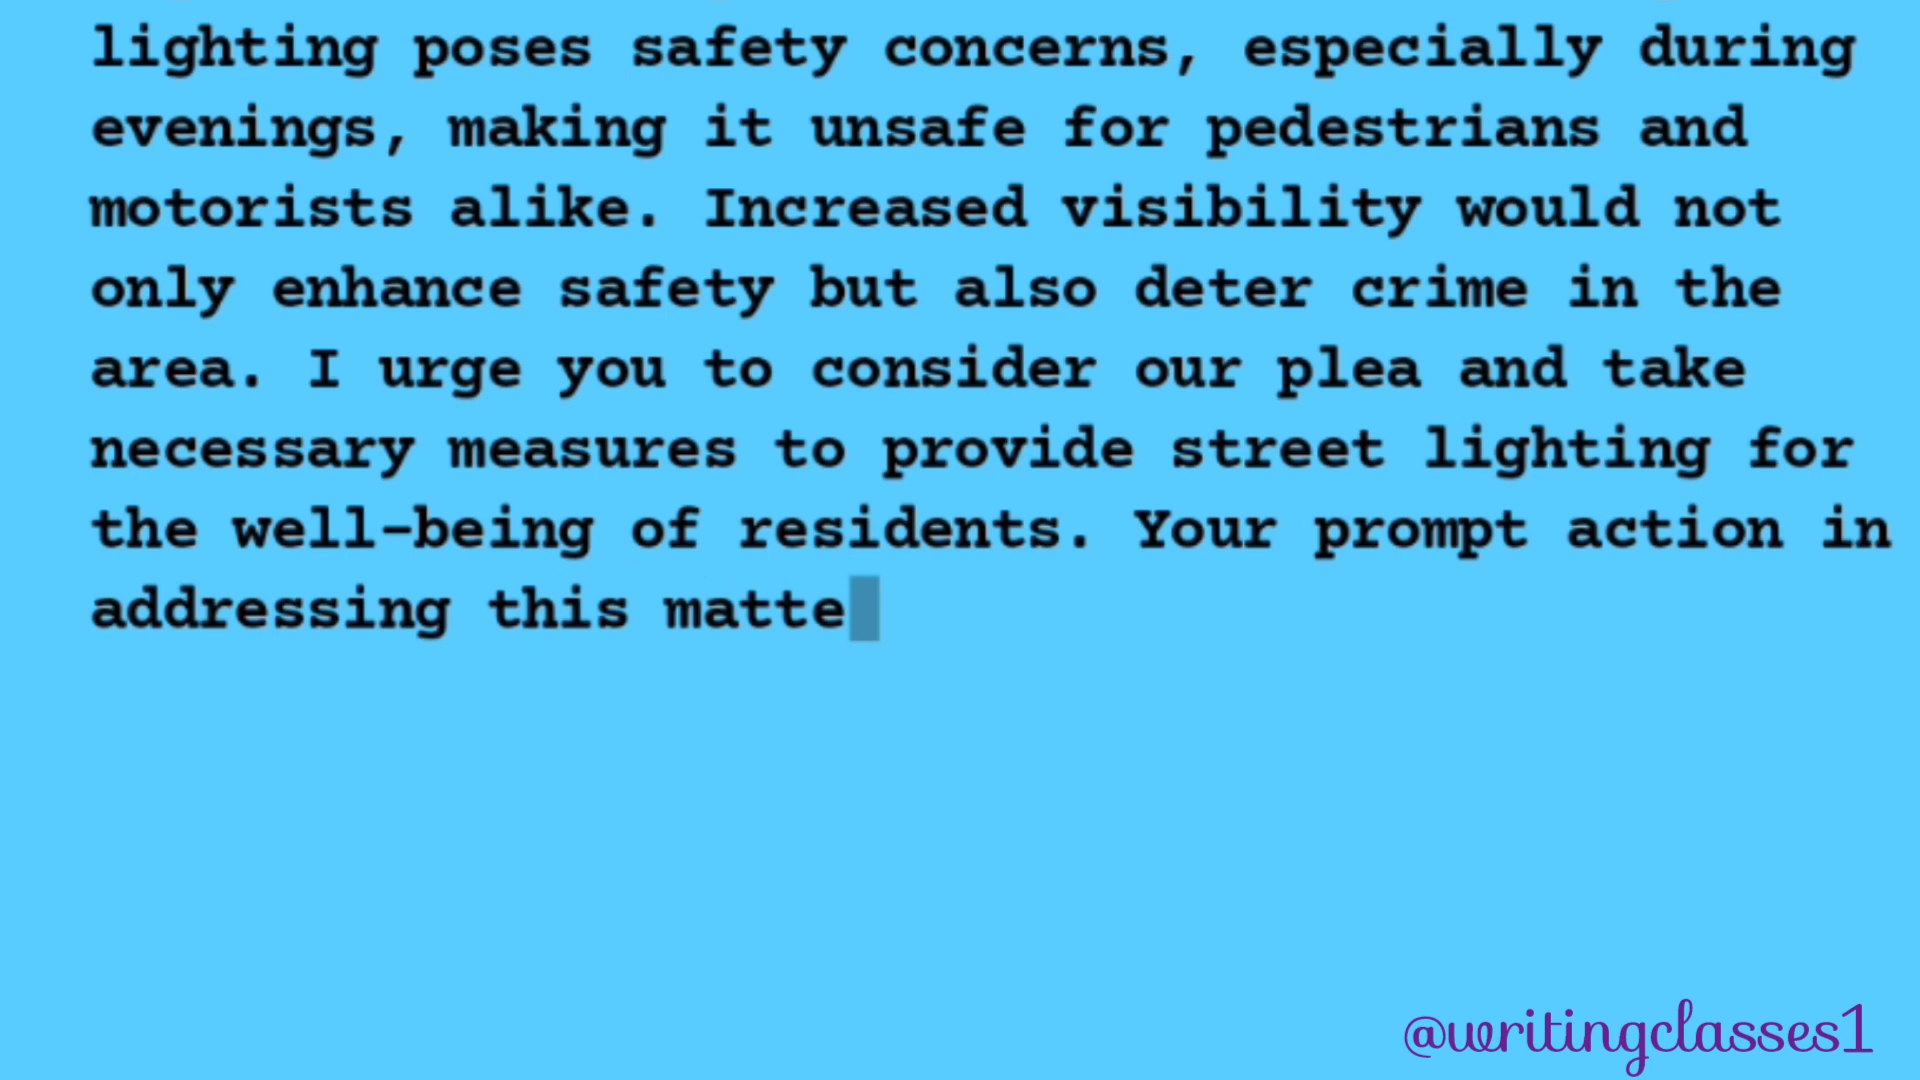 lighting poses safety concerns, especially during
evenings, making it unsafe for pedestrians and
motorists alike. Increased visibility would not
only enhance safety but also deter crime in the
area. I urge you to consider our plea and take
necessary measures to provide street lighting for
the well-being of residents. Your prompt action in
addressing this matte
@writingclasses1